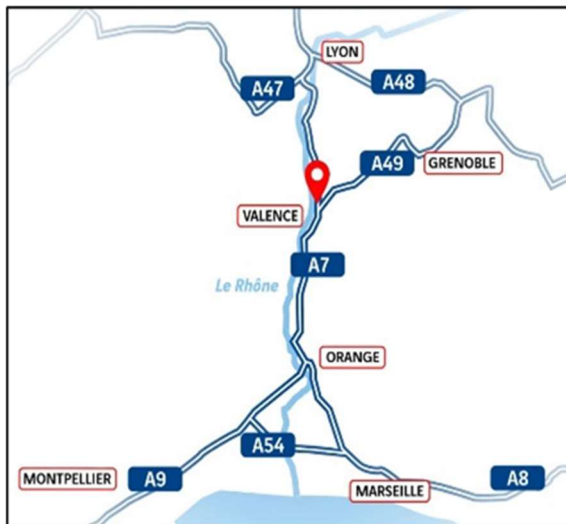 LYON
A47
A48
A49
GRENOBLE
VALENCE
A7
Le Rhône
ORANGE
A54
MONTPELLIER
A9
MARSEILLE
A8